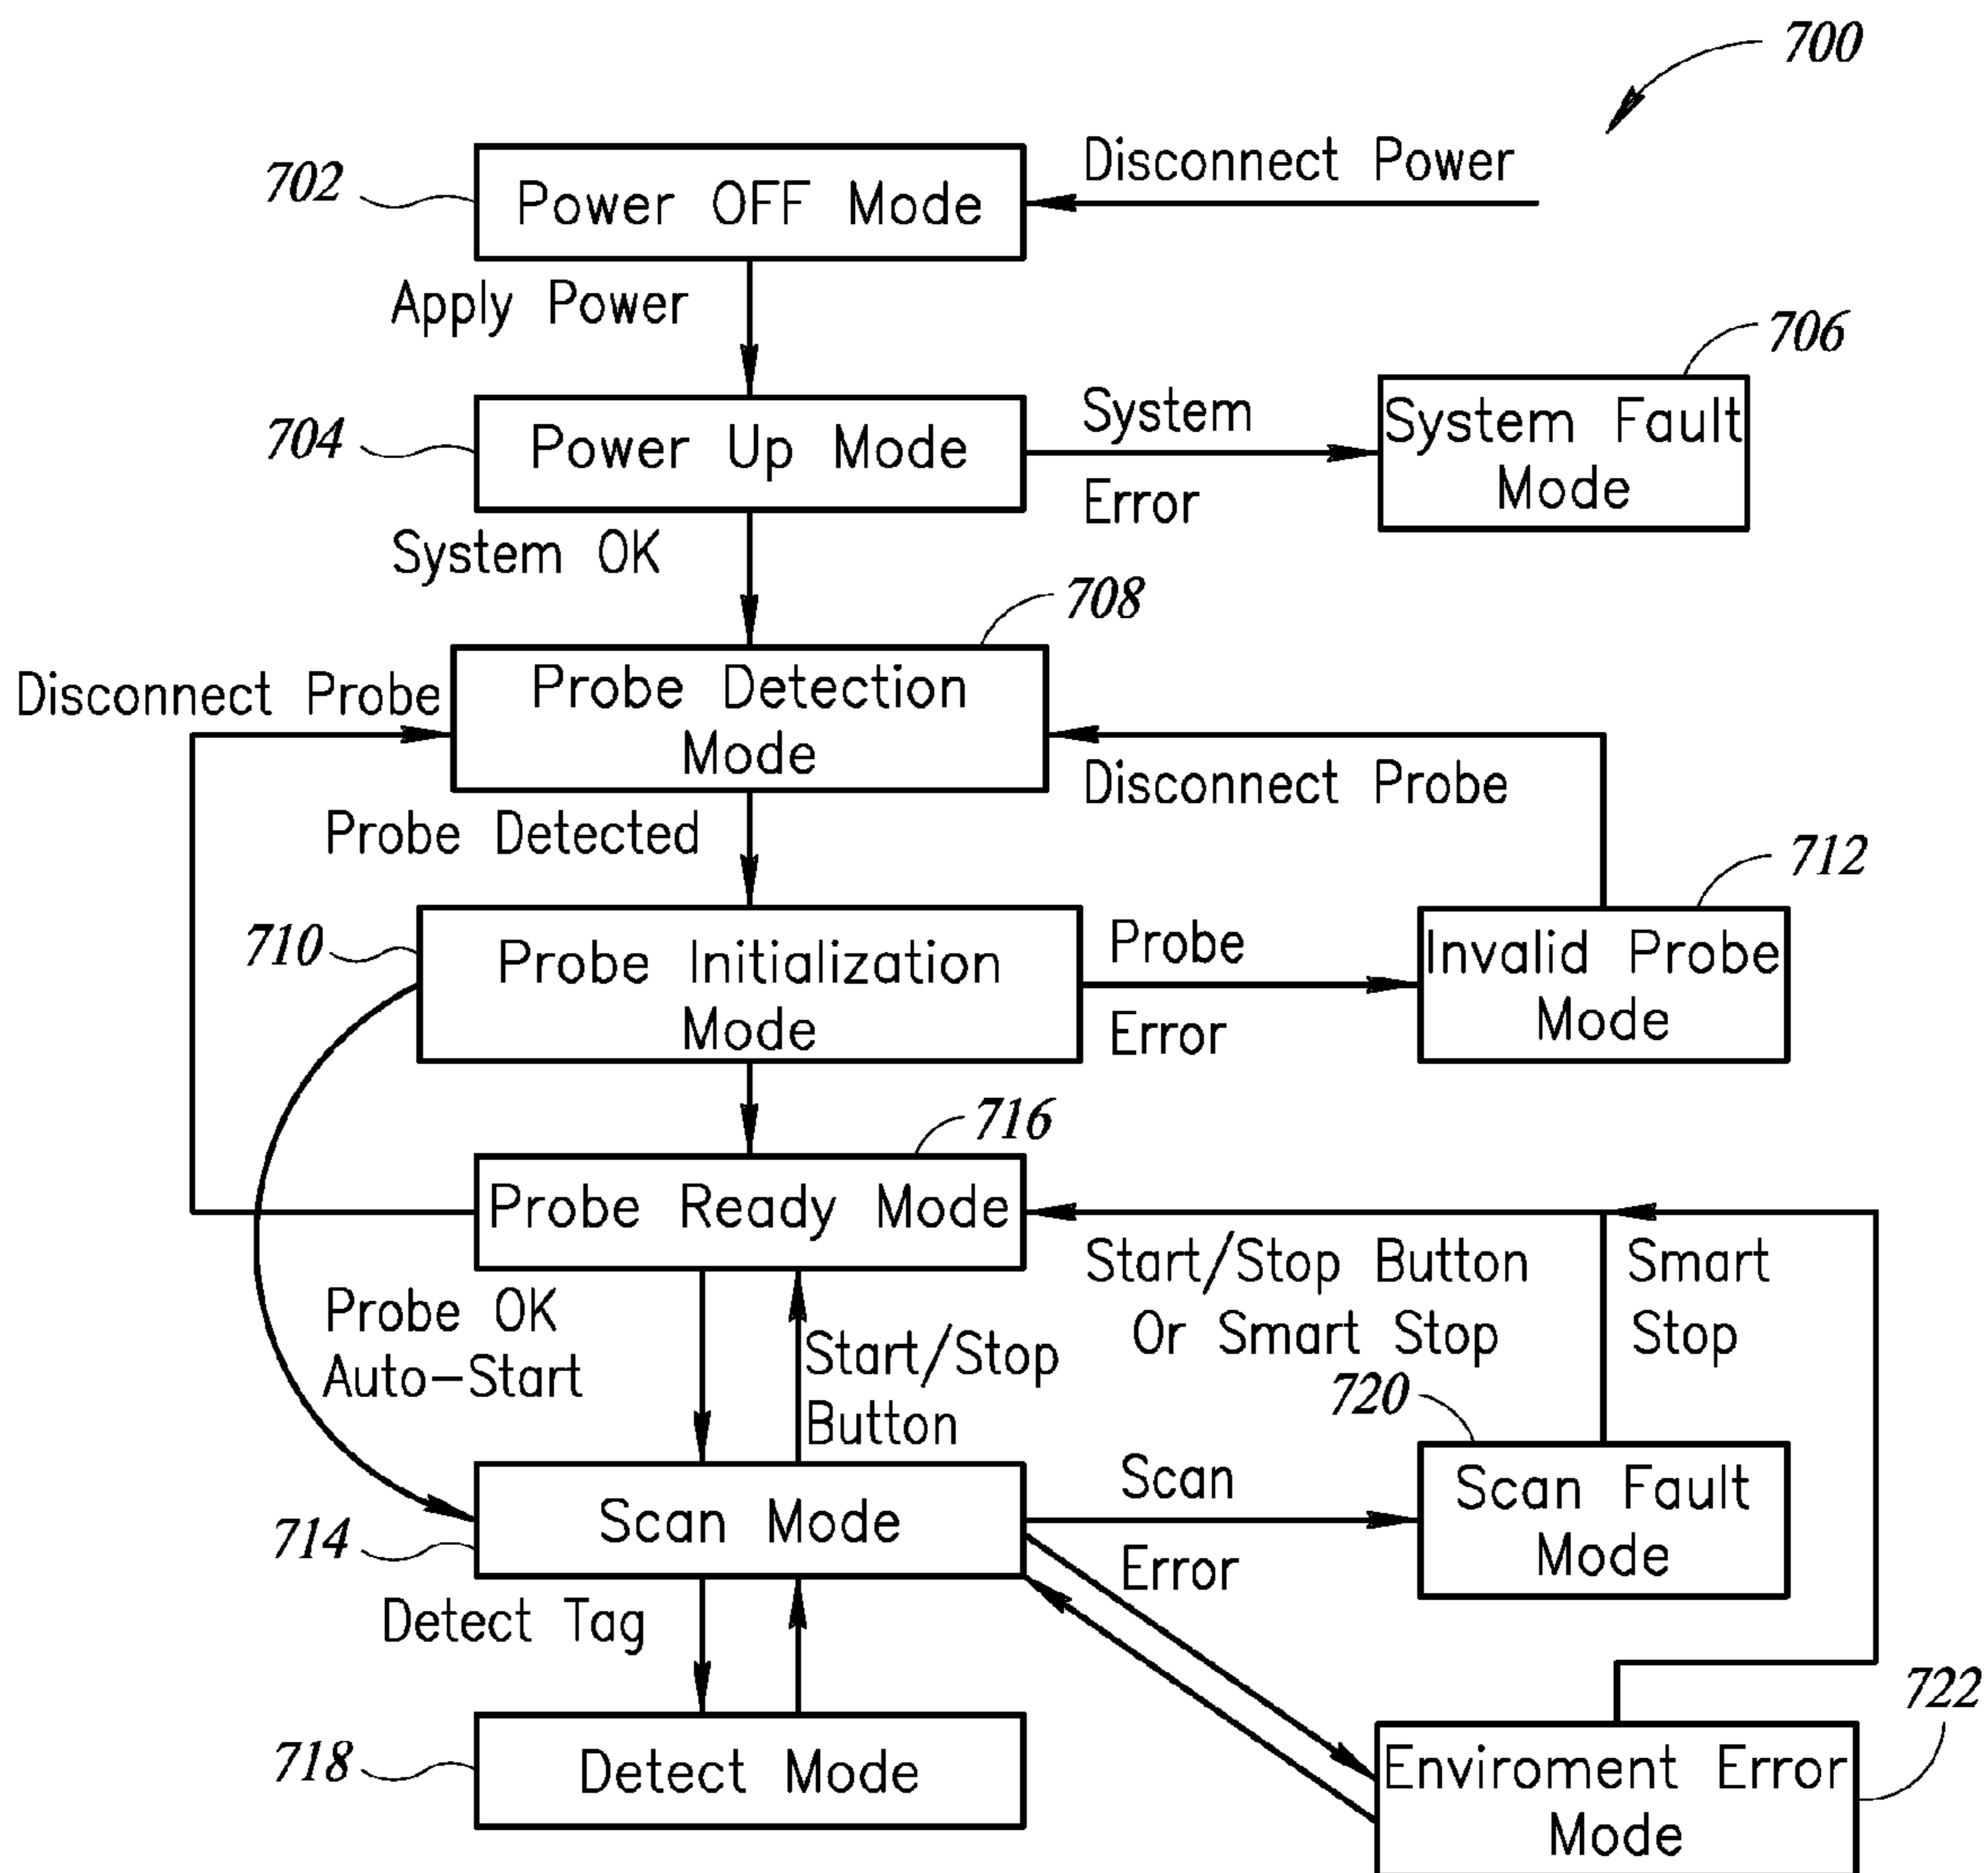 700
Disconnect Power
702
Power OFF Mode
Apply Power
706
704
Power Up Mode
System
Error
System Fault
Mode
System OK
708
Disconnect Probe
Probe Detection
Mode
Disconnect Probe
Probe Detected
712
710
Probe Initialization
Mode
Probe
Error
Invalid Probe
Mode
716
Probe Ready Mode
Start/Stop Button
Or Smart Stop
Smart
Stop
Probe OK
Auto-Start
Start/Stop
Button
720
714
Scan Mode
Scan
Error
Scan Fault
Mode
Detect Tag
722
718
Detect Mode
Enviroment Error
Mode